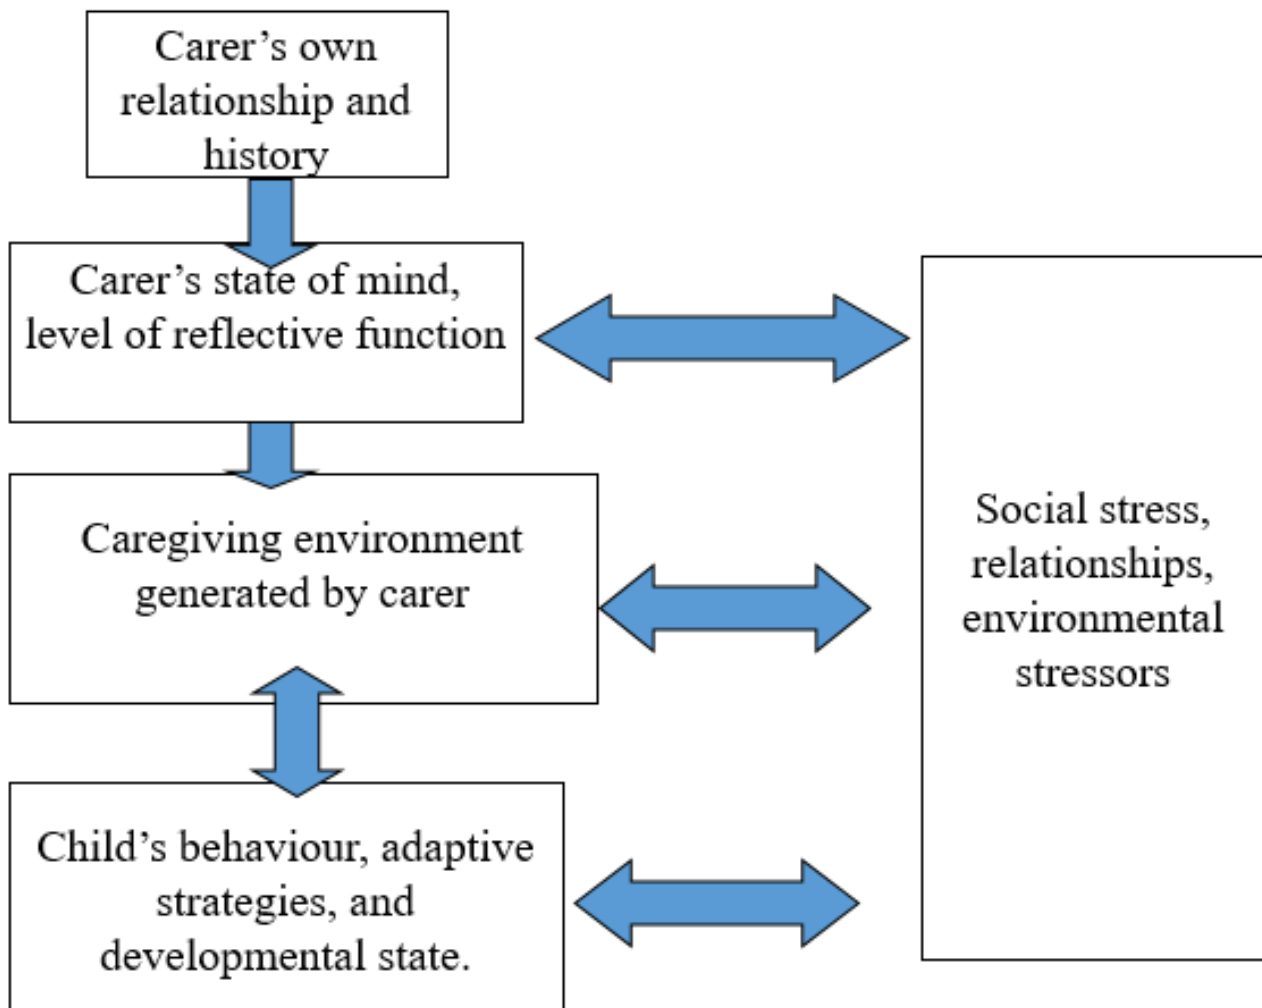 Carer’s own
relationship and
history
Carer’s state of mind,
level of reflective function
Caregiving environment
generated by carer
Child’s behaviour, adaptive
strategies, and
developmental state.
Social stress,
relationships,
environmental
stressors